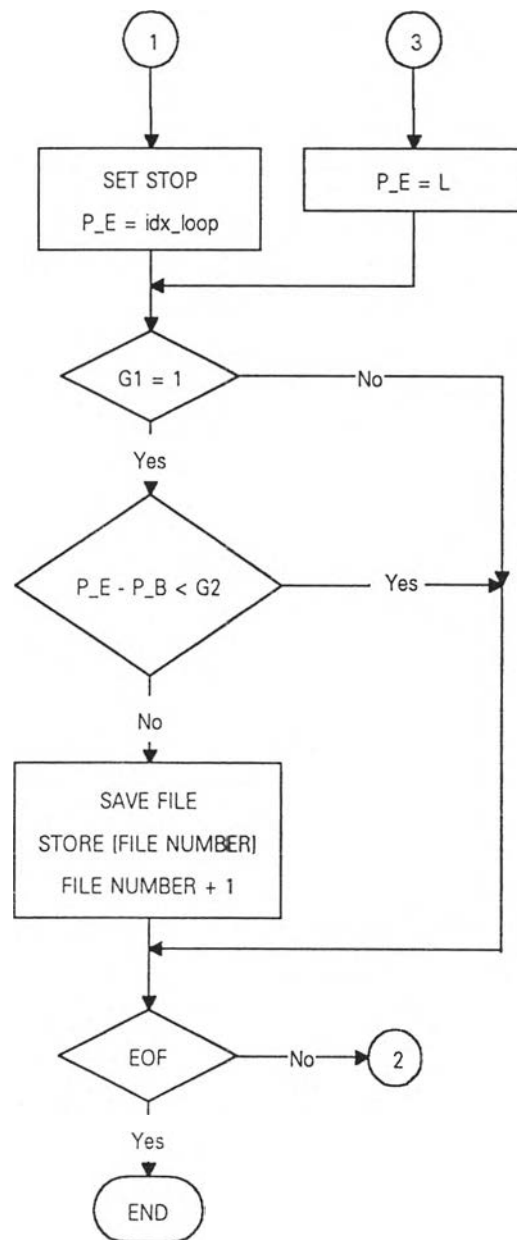 1
3
SET STOP
P_E = idx_loop
P_E = L
G1 = 1
No
Yes
P_E - P_B < G2
Yes
No
SAVE FILE
STORE (FILE NUMBER)
FILE NUMBER + 1
EOF
No
2
Yes
END